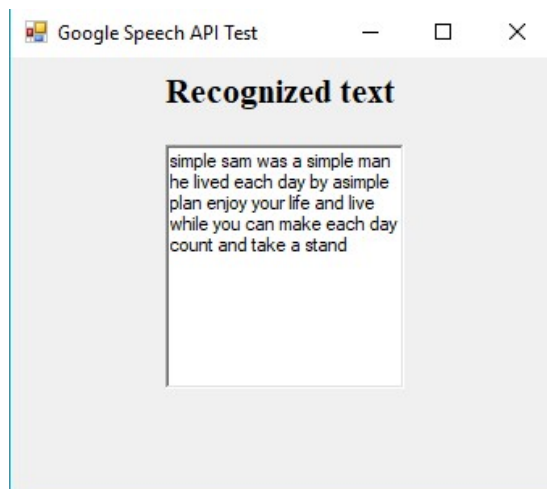 Google Speech API Test
Recognized text
simple sam was a simple man
he lived each day by asimple
plan enjoy your life and live
while you can make each day
count and take a stand